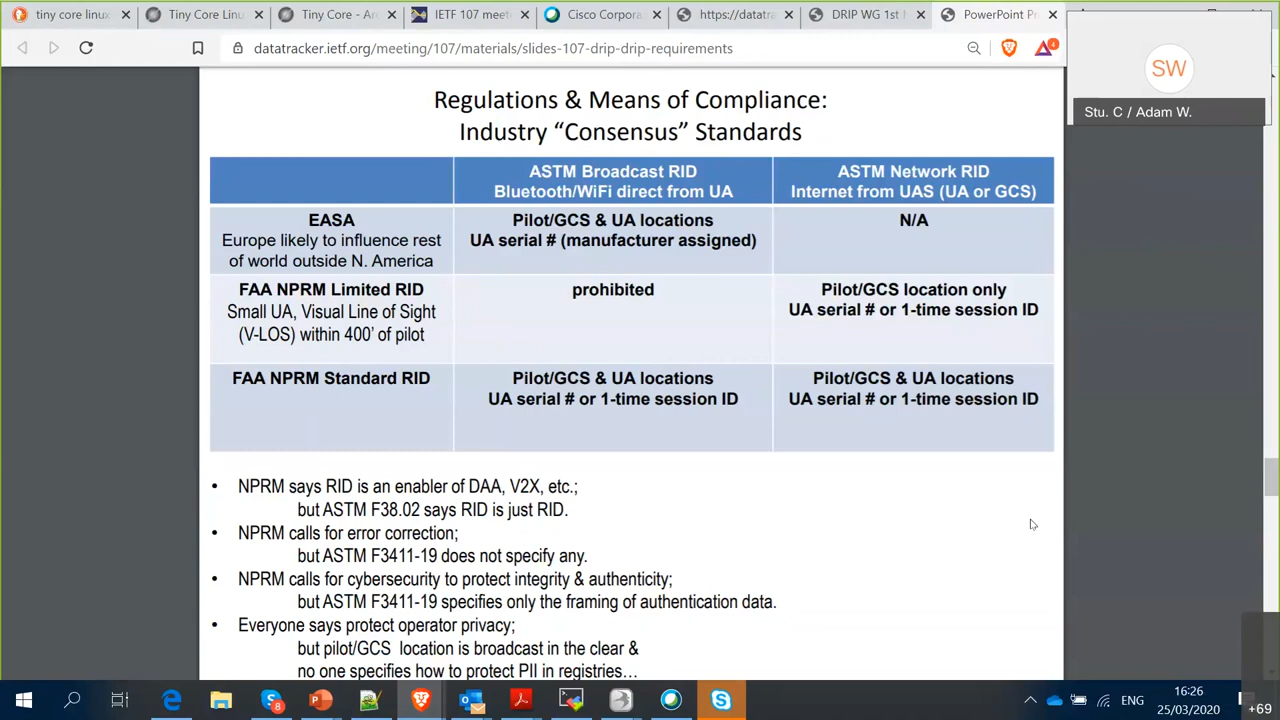 tiny core linux
Tiny Core Linu
Tiny Core - Ar
IETF 107 meet
Cisco Corpora
https://datatr
DRIP WG 1st
PowerPoint Pr
datatracker.ietf.org/meeting/107/materials/slides-107-drip-drip-requirements
4
SW
Stu. C / Adam W.
Regulations & Means of Compliance:
Industry “Consensus” Standards
ASTM Broadcast RID
Bluetooth/WiFi direct from UA
ASTM Network RID
Internet from UAS (UA or GCS)
EASA
Europe likely to influence rest
of world outside N. America
Pilot/GCS & UA locations
UA serial # (manufacturer assigned)
N/A
FAA NPRM Limited RID
Small UA, Visual Line of Sight
(V-LOS) within 400’ of pilot
prohibited
Pilot/GCS location only
UA serial # or 1-time session ID
FAA NPRM Standard RID
Pilot/GCS & UA locations
UA serial # or 1-time session ID
Pilot/GCS & UA locations
UA serial # or 1-time session ID
• NPRM says RID is an enabler of DAA, V2X, etc.;
but ASTM F38.02 says RID is just RID.
• NPRM calls for error correction;
but ASTM F3411-19 does not specify any.
• NPRM calls for cybersecurity to protect integrity & authenticity;
but ASTM F3411-19 specifies only the framing of authentication data.
• Everyone says protect operator privacy;
but pilot/GCS location is broadcast in the clear &
no one specifies how to protect PII in registries…
8
ENG
16:26
25/03/2020
+69